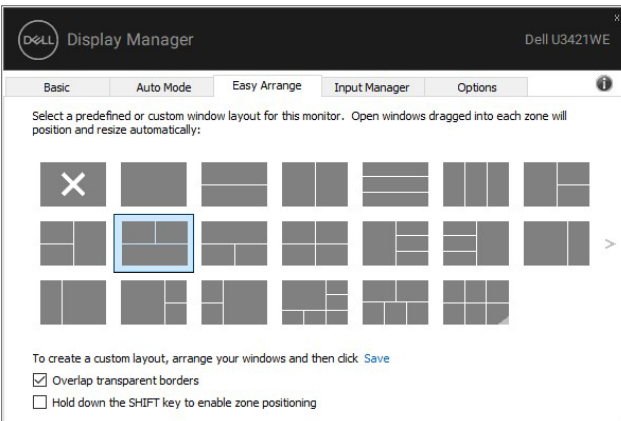 DELL Display Manager
Dell U3421WE
Basic
Auto Mode
Easy Arrange
Input Manager
Options
Select a predefined or custom window layout for this monitor. Open windows dragged into each zone will
position and resize automatically:
To create a custom layout, arrange your windows and then click Save
Overlap transparent borders
Hold down the SHIFT key to enable zone positioning